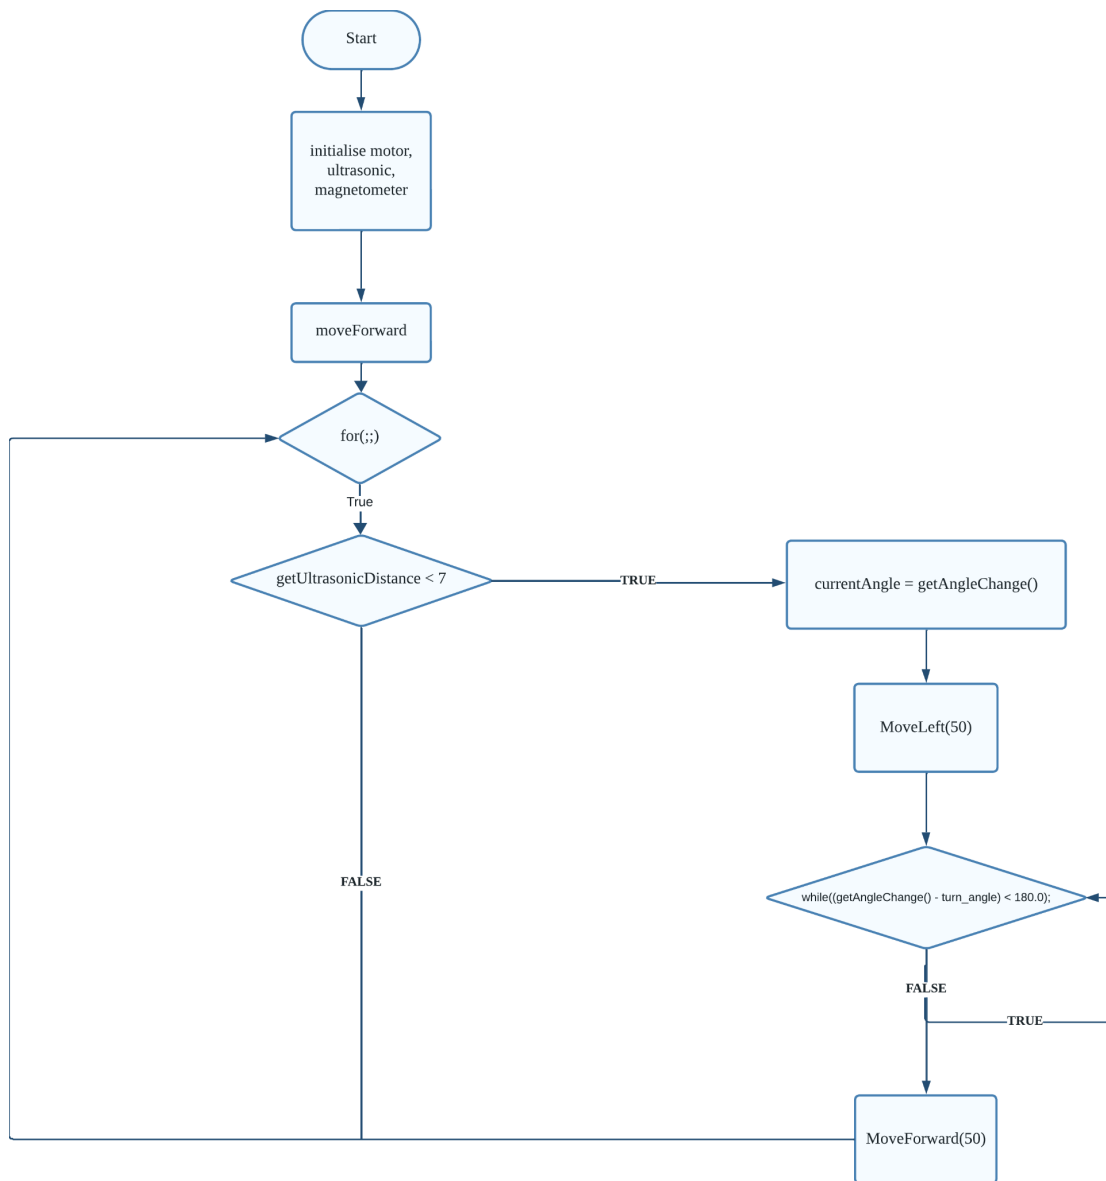 Start
initialise motor,
ultrasonic,
magnetometer
moveForward
for(;;)
True
getUltrasonicDistance < 7
TRUE
currentAngle = getAngleChange()
MoveLeft(50)
FALSE
while((getAngleChange() - turn_angle) < 180.0);
FALSE
TRUE
MoveForward(50)